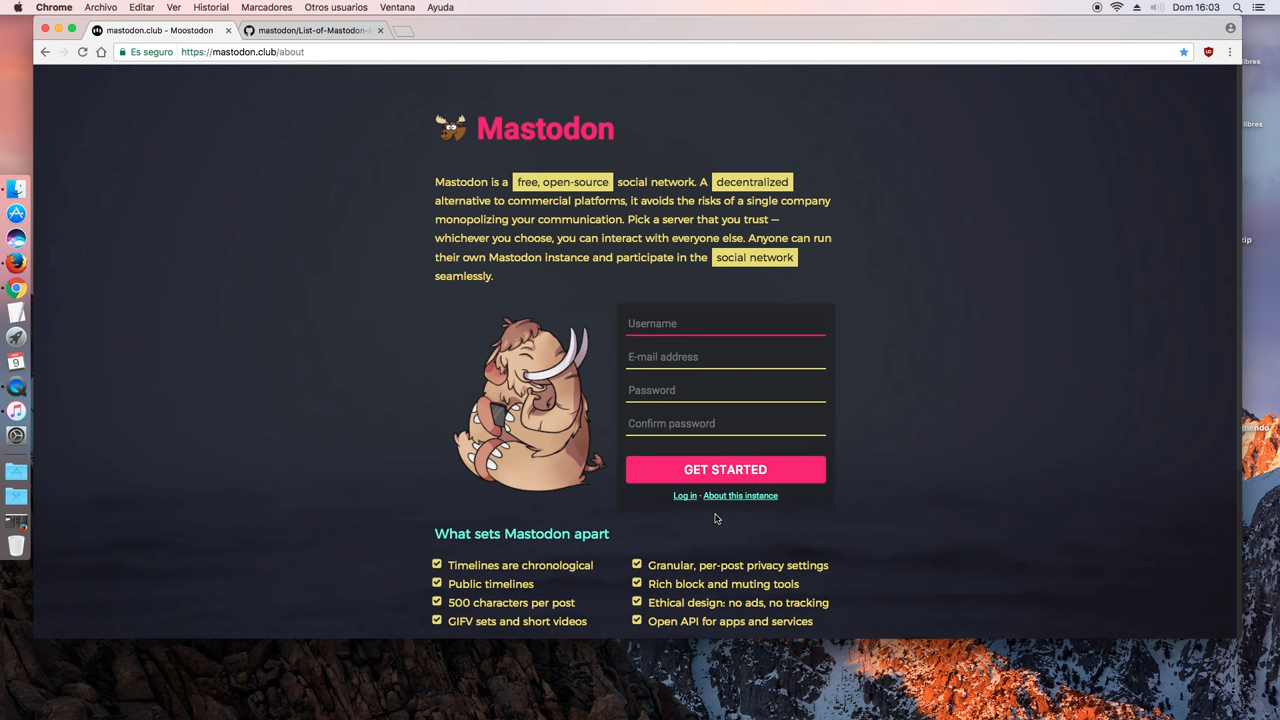 Chrome Archivo Editar Ver Historial Marcadores Otros usuarios Ventana Ayuda Dom 16:03
mastodon.club - Moostodon mastodon/List-of-Mastodon-i
Es seguro https://mastodon.club/about
libres
libres
zip
mendo
9
Mastodon
Mastodon is a free, open-source social network. A decentralized
alternative to commercial platforms, it avoids the risks of a single company
monopolizing your communication. Pick a server that you trust —
whichever you choose, you can interact with everyone else. Anyone can run
their own Mastodon instance and participate in the social network
seamlessly.
Username
E-mail address
Password
Confirm password
GET STARTED
Log in · About this instance
What sets Mastodon apart
Timelines are chronological
Public timelines
500 characters per post
GIFV sets and short videos
Granular, per-post privacy settings
Rich block and muting tools
Ethical design: no ads, no tracking
Open API for apps and services